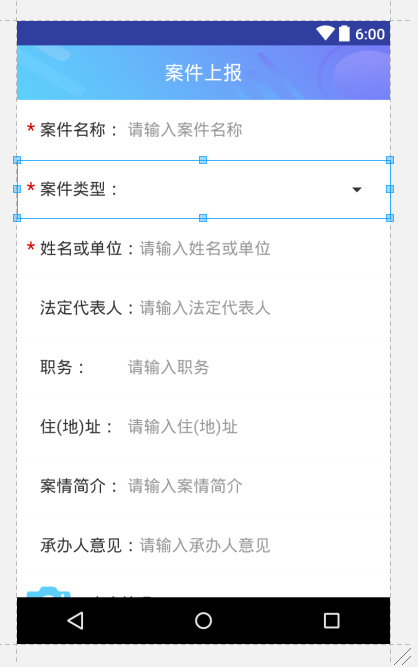 6:00
案件上报
* 案件名称： 请输入案件名称
* 案件类型：
* 姓名或单位：请输入姓名或单位
法定代表人：请输入法定代表人
职务： 请输入职务
住(地)址： 请输入住(地)址
案情简介： 请输入案情简介
承办人意见：请输入承办人意见